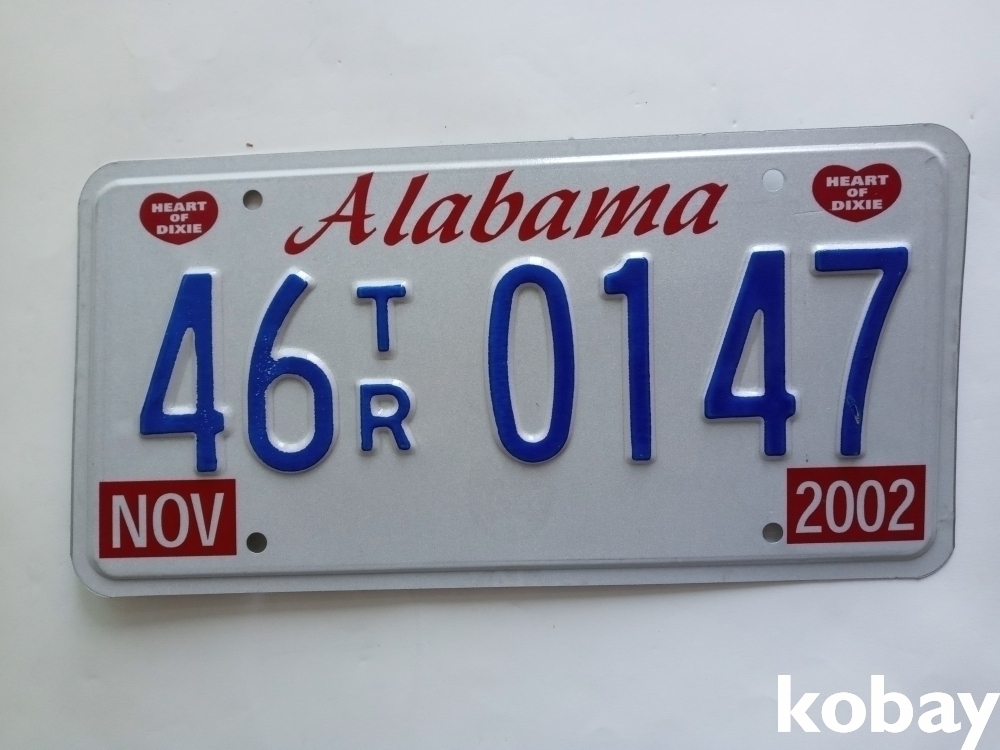 HEART
OF
DIXIE
Alabama
HEART
OF
DIXIE
46 TR 0147
NOV
2002
kobay